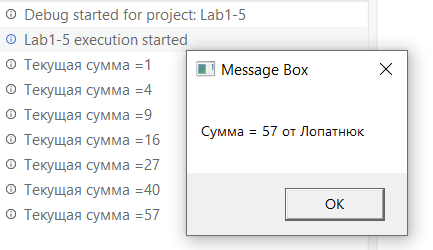 Debug started for project: Lab1-5
Lab1-5 execution started
Текущая сумма =1
Текущая сумма =4
Текущая сумма =9
Текущая сумма =16
Текущая сумма =27
Текущая сумма =40
Текущая сумма =57
Message Box
Сумма = 57 от Лопатнюк
OK